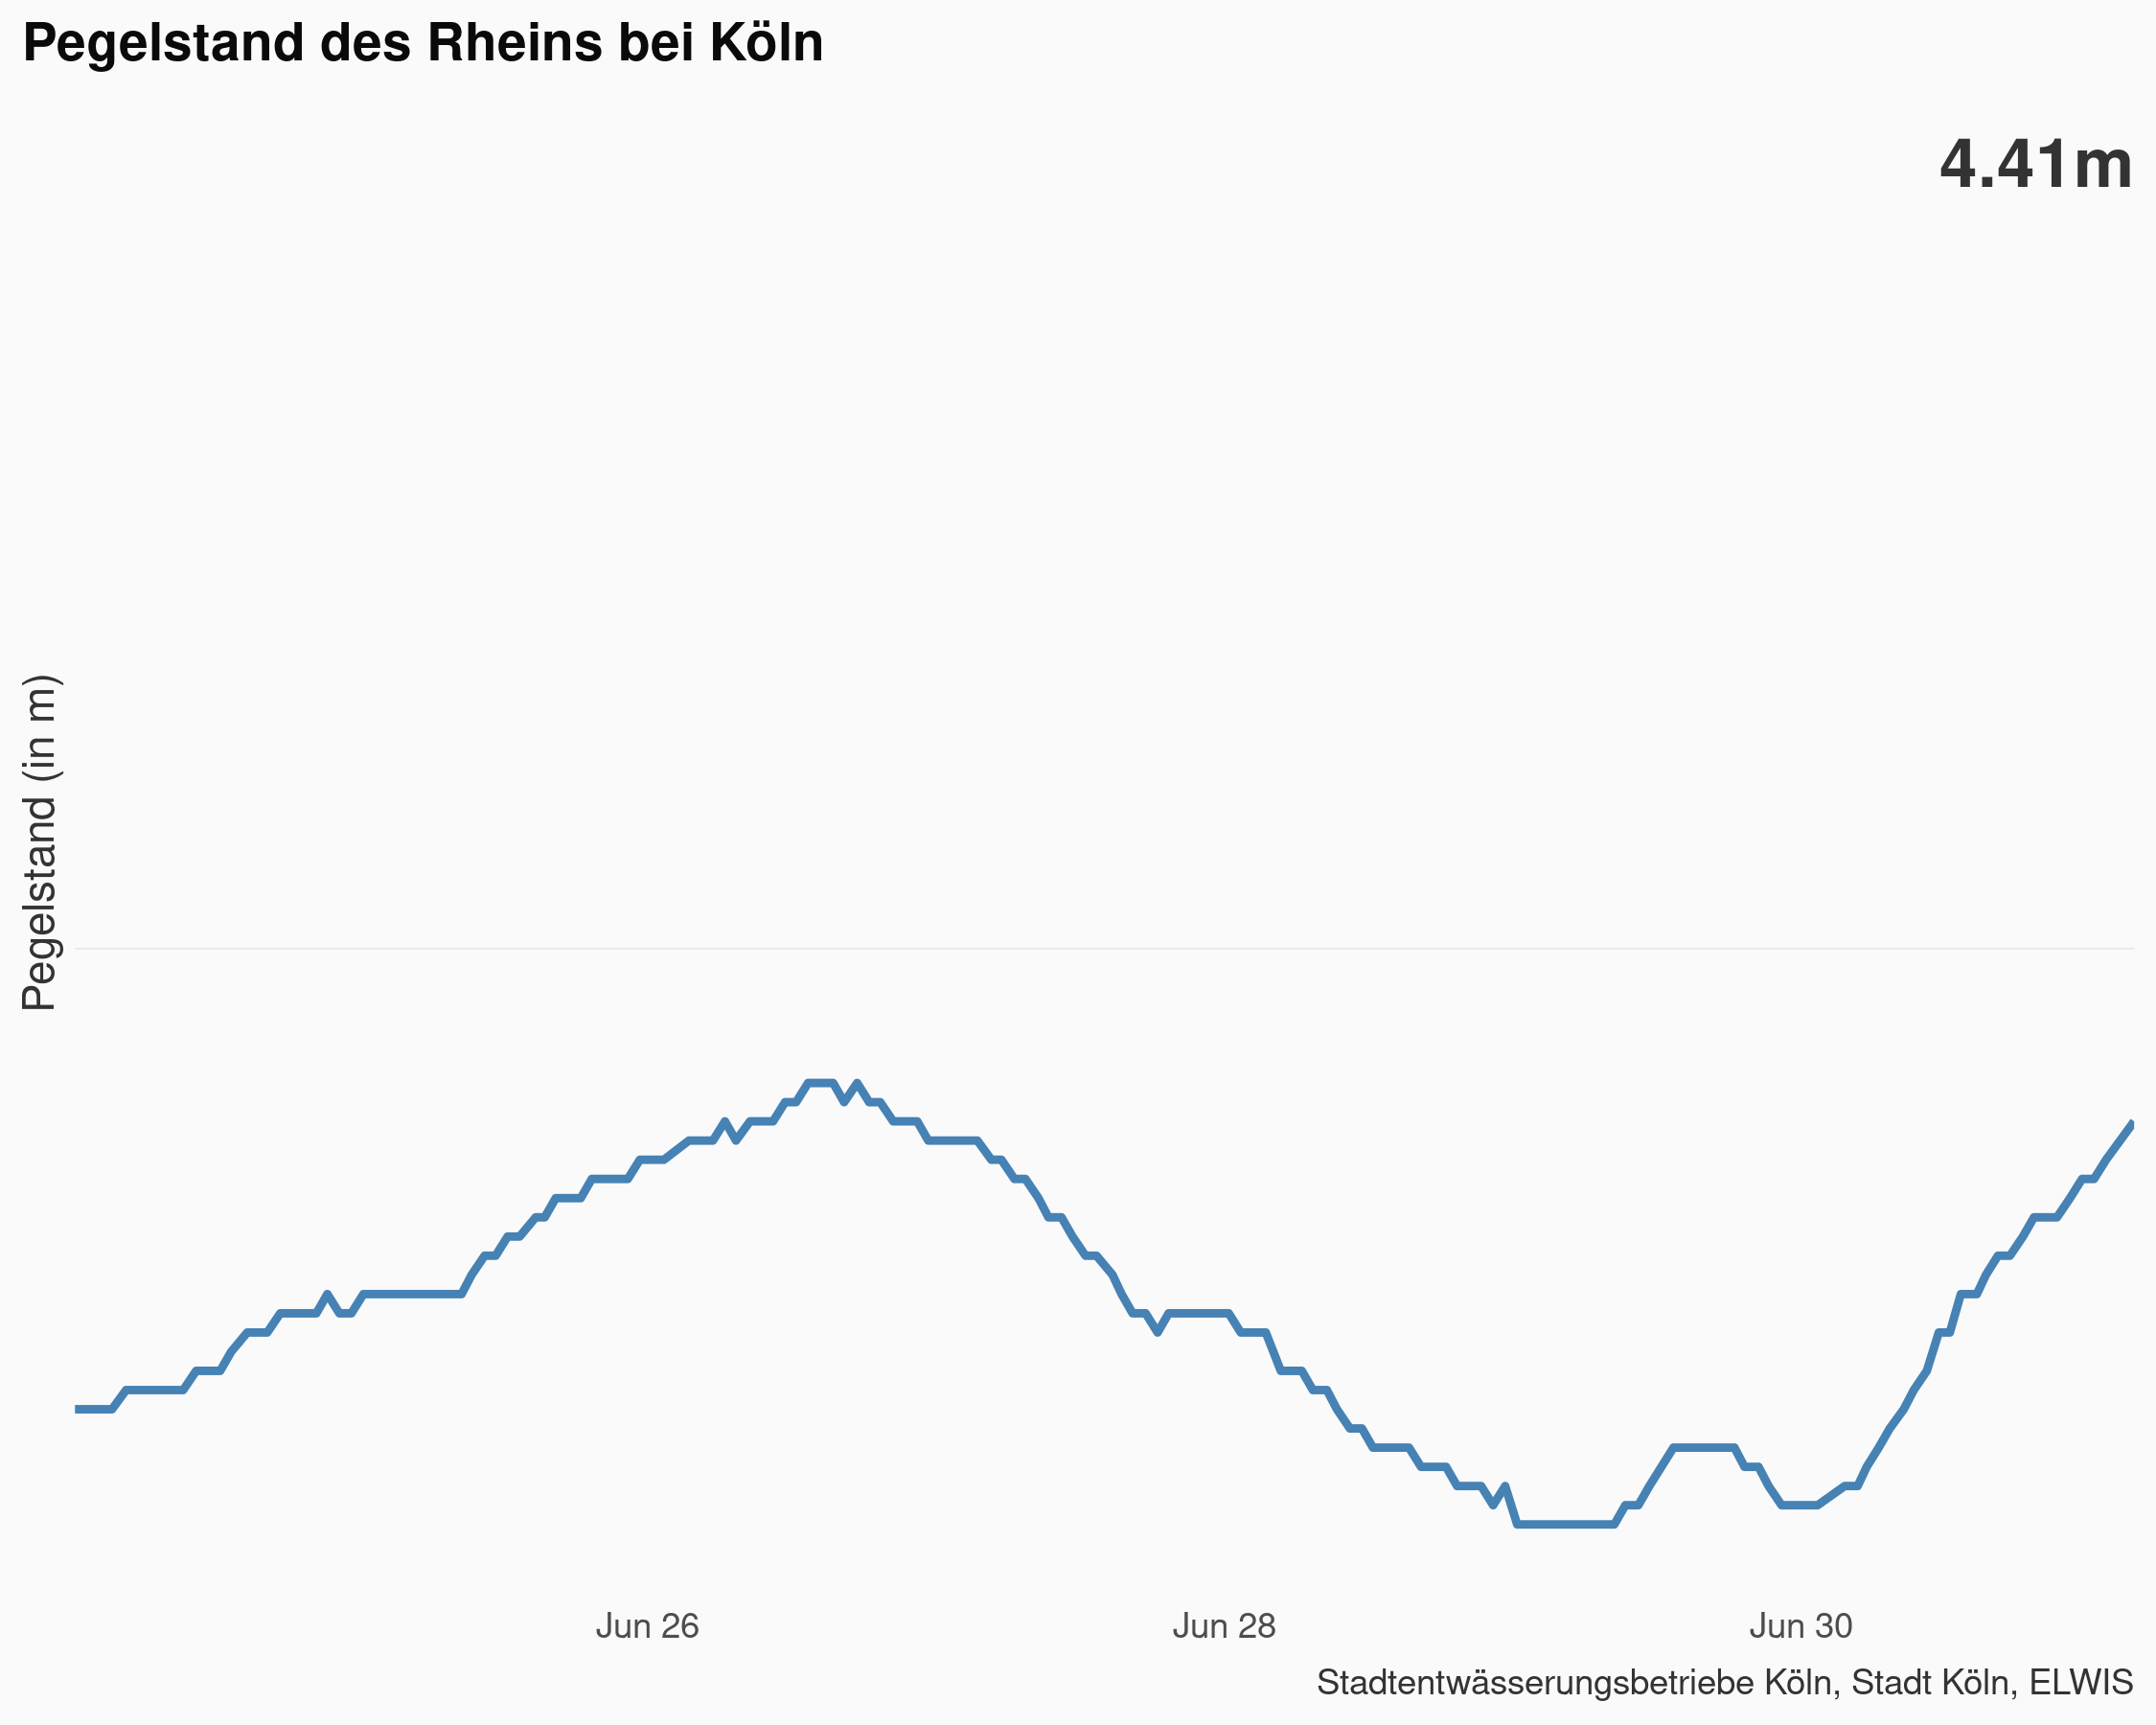 Pegelstand des Rheins bei Köln
4.41m
Pegelstand (in m)
Jun 26
Jun 28
Jun 30
Stadtentwässerungsbetriebe Köln, Stadt Köln, ELWIS